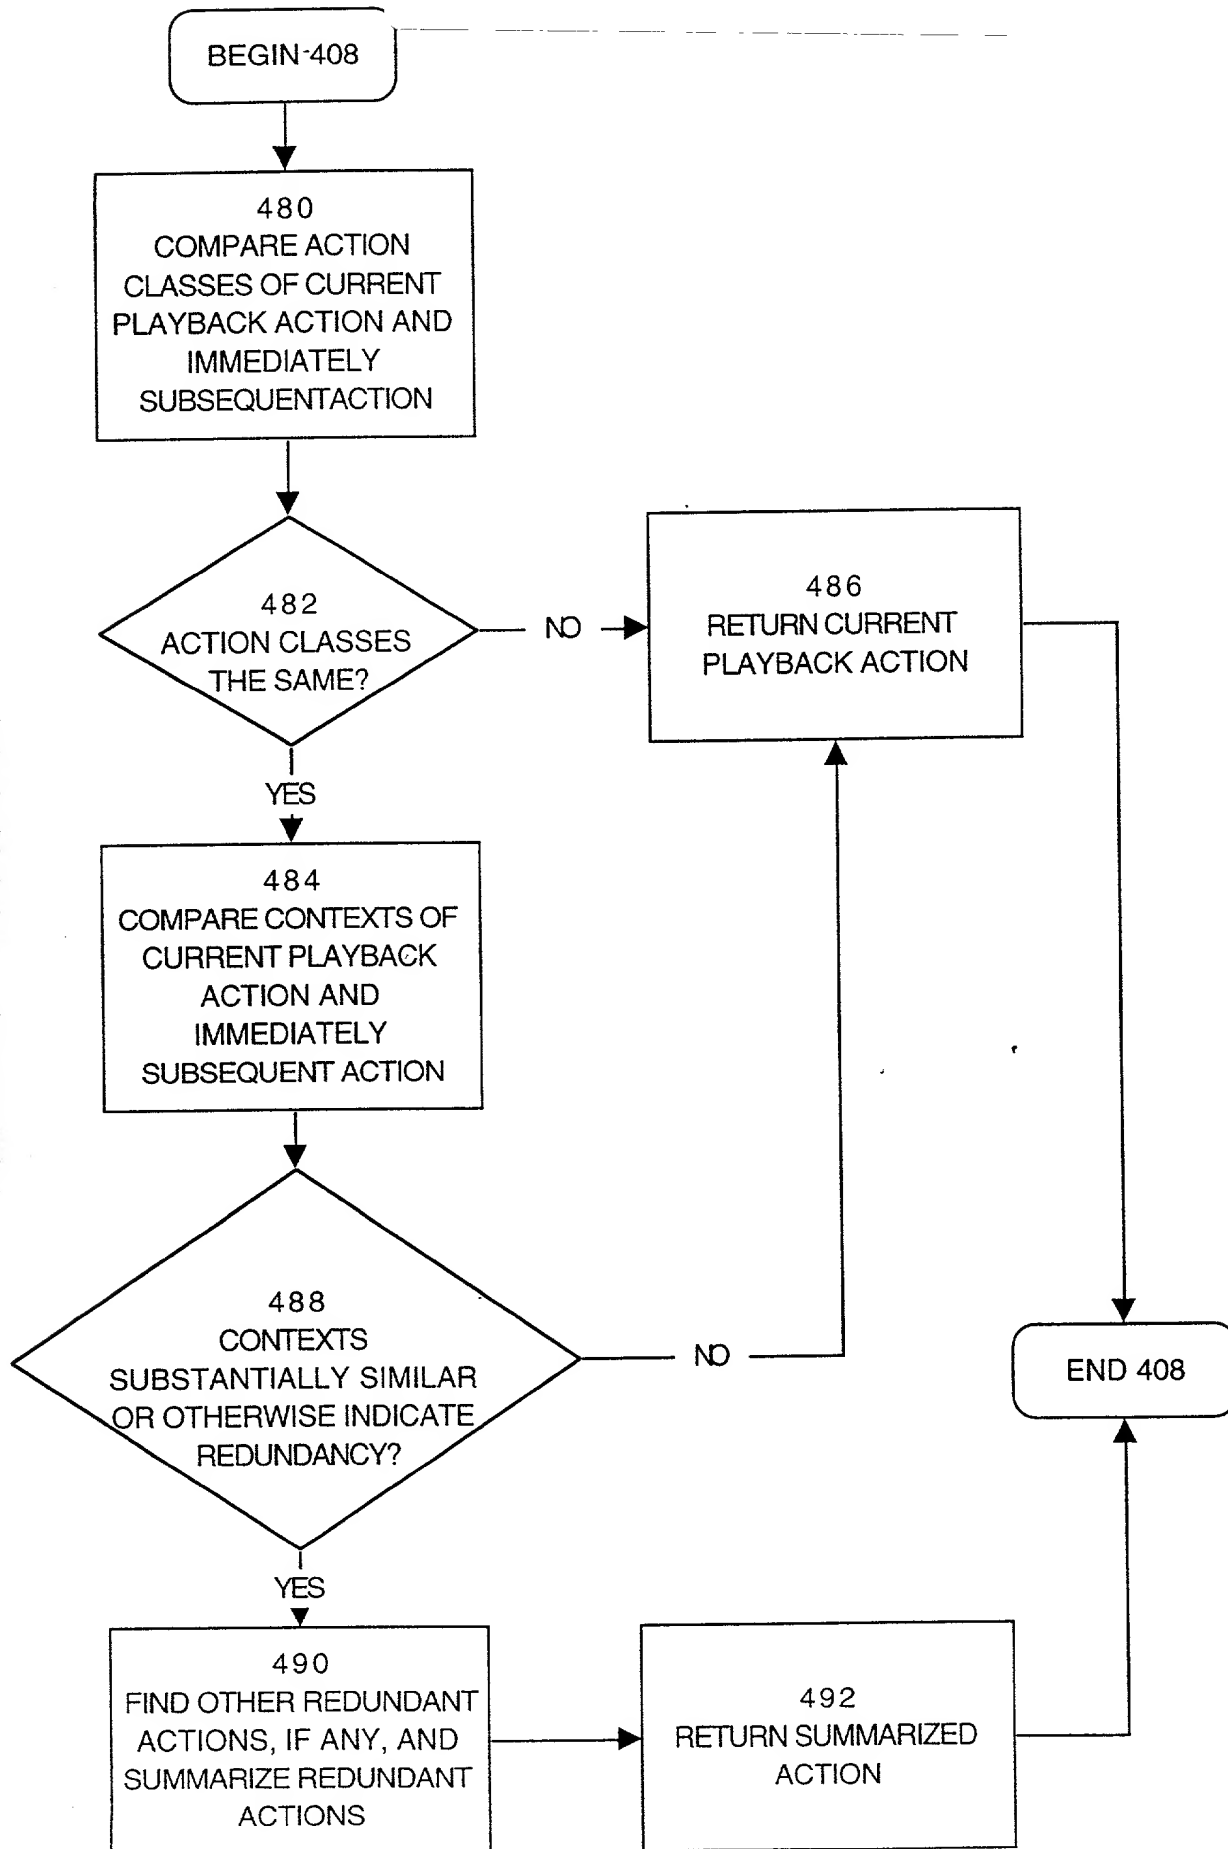 BEGIN-408
480
COMPARE ACTION
CLASSES OF CURRENT
PLAYBACK ACTION AND
IMMEDIATELY
SUBSEQUENTACTION
482
ACTION CLASSES
THE SAME?
NO
486
RETURN CURRENT
PLAYBACK ACTION
YES
484
COMPARE CONTEXTS OF
CURRENT PLAYBACK
ACTION AND
IMMEDIATELY
SUBSEQUENT ACTION
488
CONTEXTS
SUBSTANTIALLY SIMILAR
OR OTHERWISE INDICATE
REDUNDANCY?
NO
END 408
YES
490
FIND OTHER REDUNDANT
ACTIONS, IF ANY, AND
SUMMARIZE REDUNDANT
ACTIONS
492
RETURN SUMMARIZED
ACTION